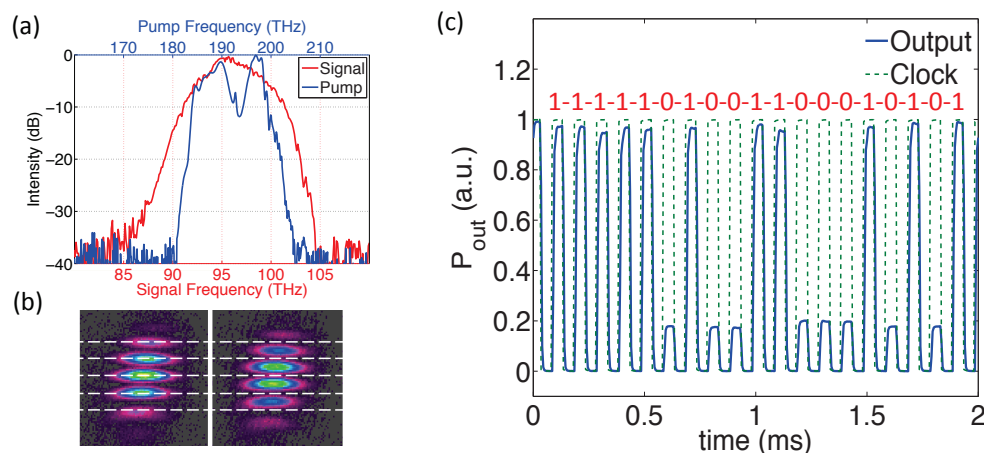 (a)
Pump Frequency (THz)
170 180 190 200 210
Intensity (dB)
0
−10
−20
−30
−40
Signal
Pump
85 90 95 100 105
Signal Frequency (THz)
(b)
(c)
P_out (a.u.)
1.2
1
0.8
0.6
0.4
0.2
0
Output
Clock
1-1-1-1-1-0-1-0-0-1-1-0-0-0-1-0-1-0-1
0 0.5 1 1.5 2
time (ms)